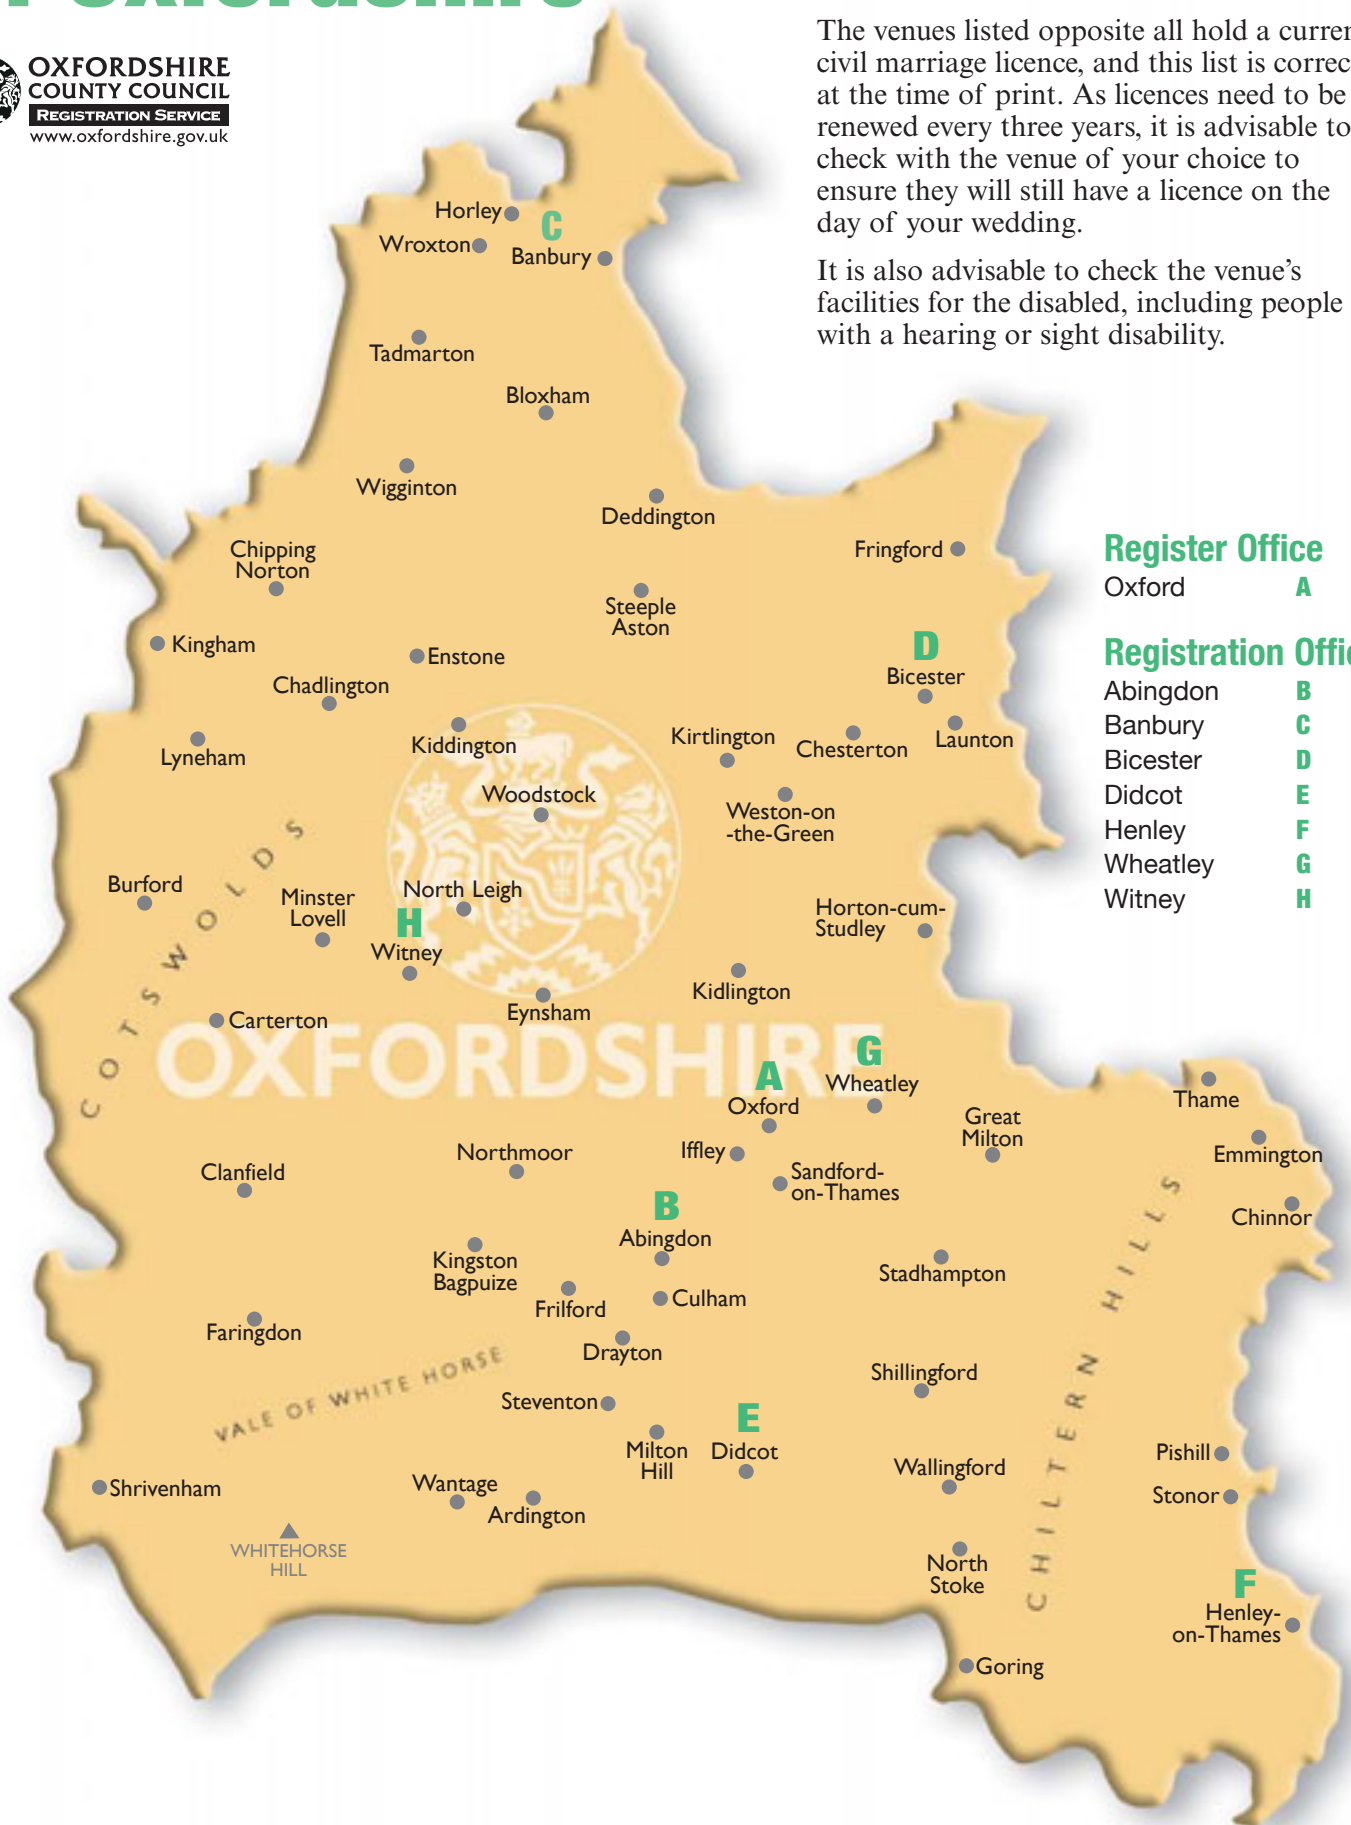 Oxfordshire
OXFORDSHIRE
COUNTY COUNCIL
REGISTRATION SERVICE
www.oxfordshire.gov.uk
The venues listed opposite all hold a curren
civil marriage licence, and this list is correc
at the time of print. As licences need to be
renewed every three years, it is advisable to
check with the venue of your choice to
ensure they will still have a licence on the
day of your wedding.
It is also advisable to check the venue’s
facilities for the disabled, including people
with a hearing or sight disability.
Horley
C
Wroxton
Banbury
Tadmarton
Bloxham
Wigginton
Deddington
Chipping
Norton
Fringford
Steeple
Aston
Kingham
Enstone
D
Bicester
Chadlington
Kiddington
Kirtlington
Chesterton
Launton
Lyneham
Woodstock
Weston-on
-the-Green
COTSWOLDS
Burford
Minster
Lovell
North Leigh
H
Witney
Horton-cum-
Studley
Kidlington
Eynsham
Carterton
OXFORDSHIRE
A
Oxford
G
Wheatley
Great
Milton
Thame
Emmington
Chinnor
Iffley
Sandford-
on-Thames
Northmoor
Clanfield
B
Abingdon
Kingston
Bagpuize
Culham
Stadhampton
Frilford
Faringdon
Drayton
VALE OF WHITE HORSE
CHILTERN HILLS
Shillingford
Steventon
E
Didcot
Milton
Hill
Pishill
Wallingford
Stonor
Shrivenham
Wantage
Ardington
WHITEHORSE
HILL
North
Stoke
F
Henley-
on-Thames
Goring
Register Office
Oxford A
Registration Offi
Abingdon B
Banbury C
Bicester D
Didcot E
Henley F
Wheatley G
Witney H